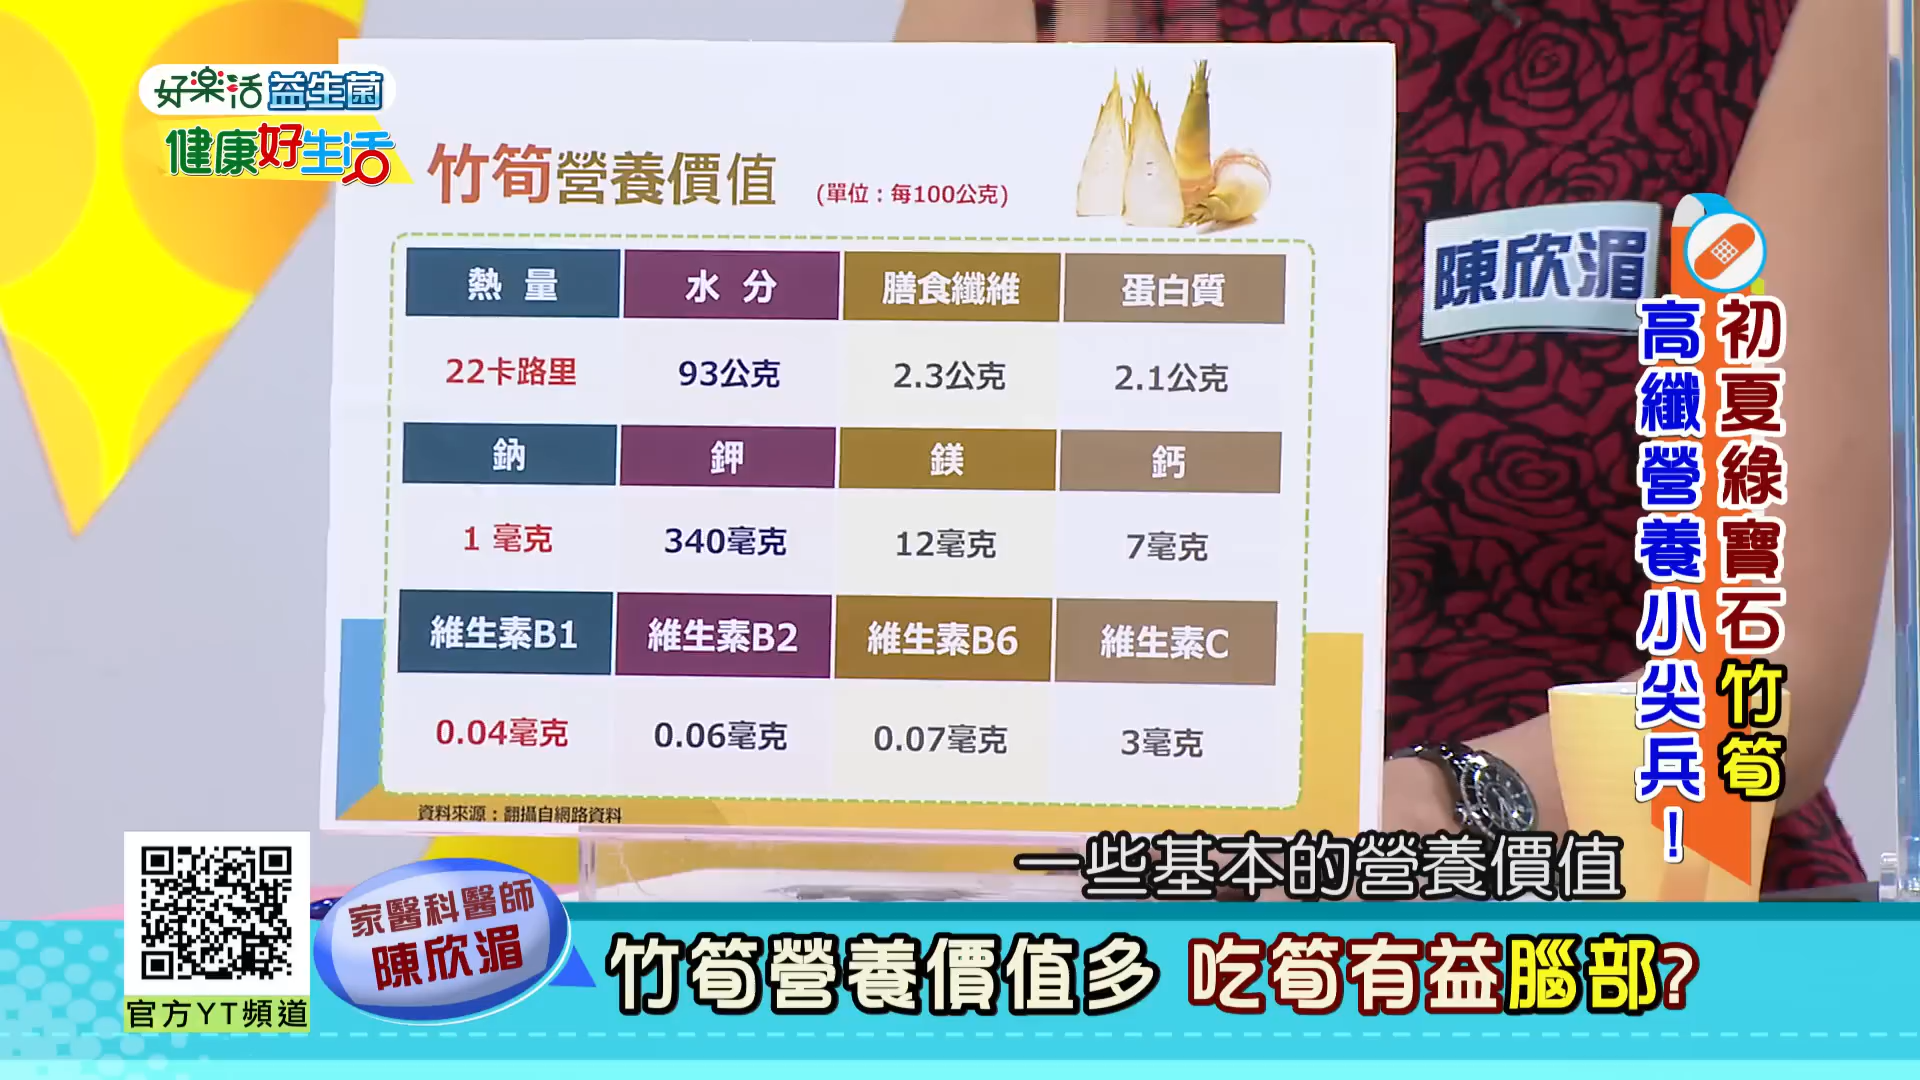 好樂活益生菌
健康好生活
竹筍營養價值 (單位：每100公克)
熱量 水分 膳食纖維 蛋白質
22卡路里 93公克 2.3公克 2.1公克
鈉 鉀 鎂 鈣
1 毫克 340毫克 12毫克 7毫克
維生素B1 維生素B2 維生素B6 維生素C
0.04毫克 0.06毫克 0.07毫克 3毫克
資料來源：翻攝自網路資料
陳欣湄
初夏綠寶石竹筍
高纖營養小尖兵！
一些基本的營養價值
官方YT頻道
家醫科醫師
陳欣湄
竹筍營養價值多 吃筍有益腦部?